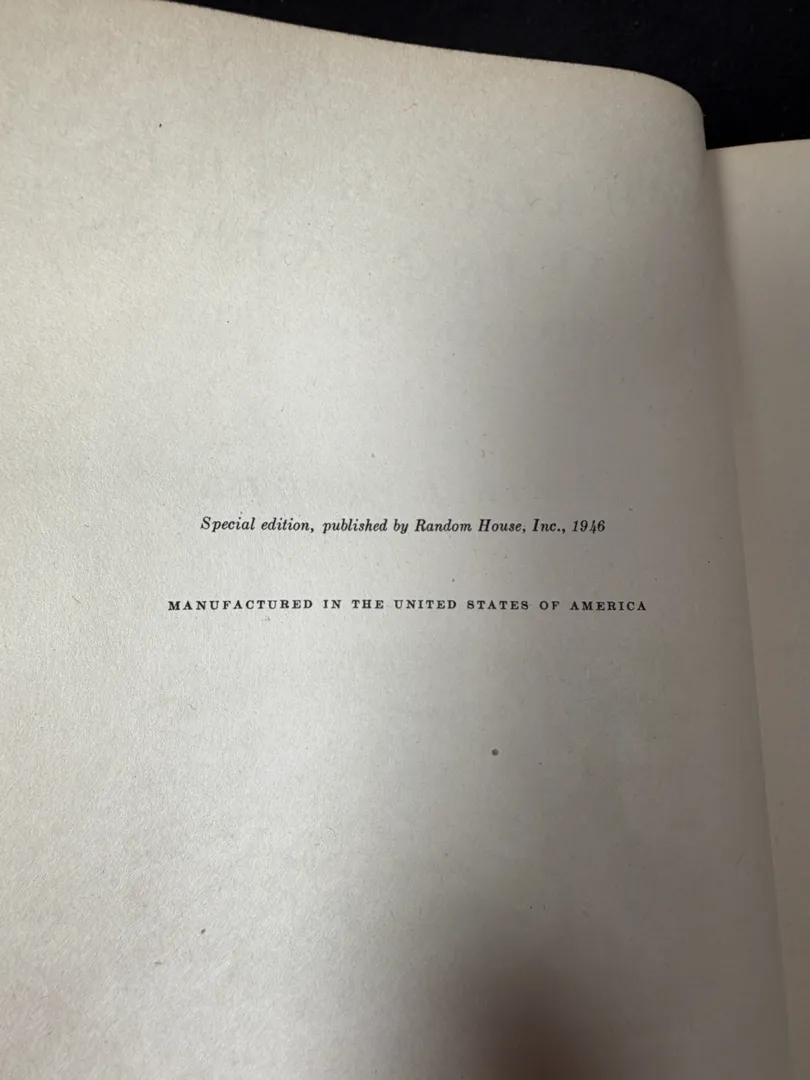 Special edition, published by Random House, Inc., 1946
MANUFACTURED IN THE UNITED STATES OF AMERICA